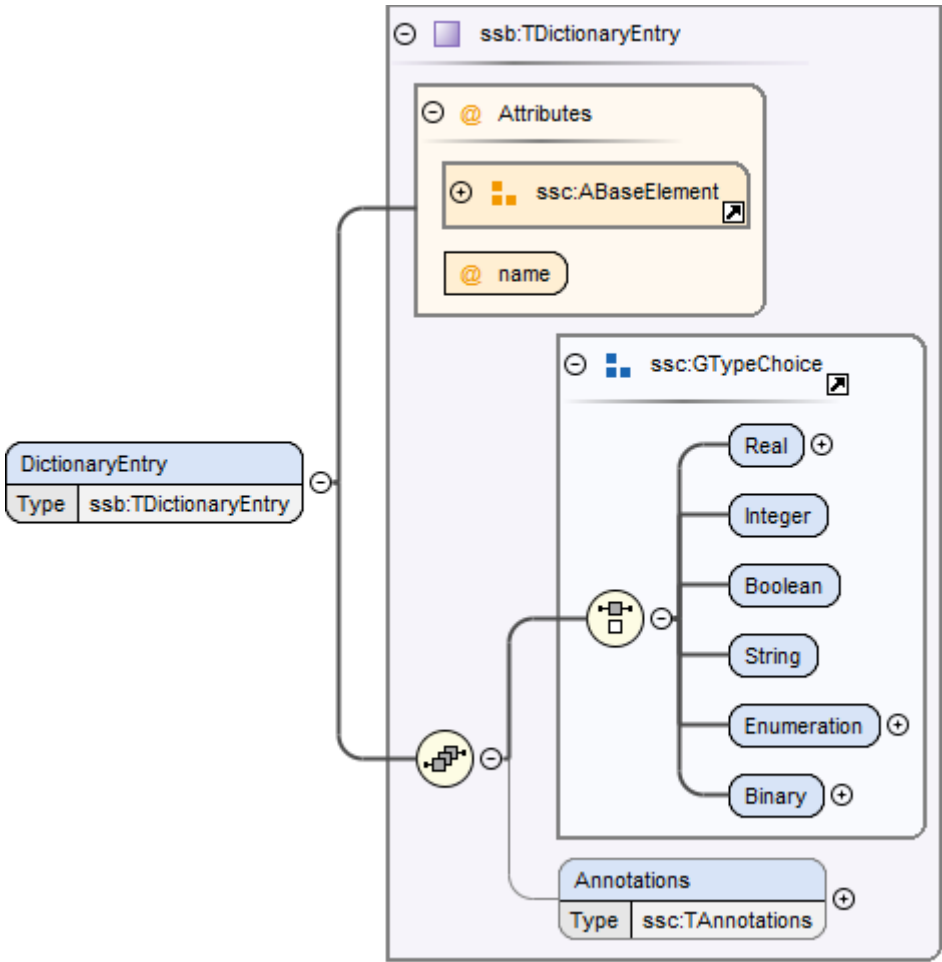 ssb:TDictionaryEntry
@ Attributes
ssc:ABaseElement
@ name
ssc:GTypeChoice
Real
DictionaryEntry
Type ssb:TDictionaryEntry
Integer
Boolean
String
Enumeration
Binary
Annotations
Type ssc:TAnnotations